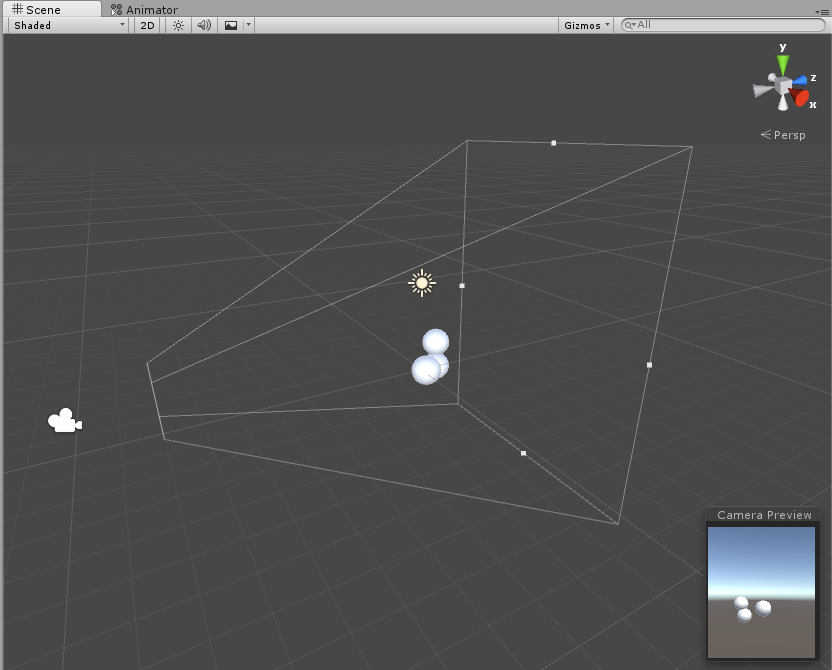 Scene
Animator
Shaded
2D
Gizmos
All
y
z
x
Persp
Camera Preview